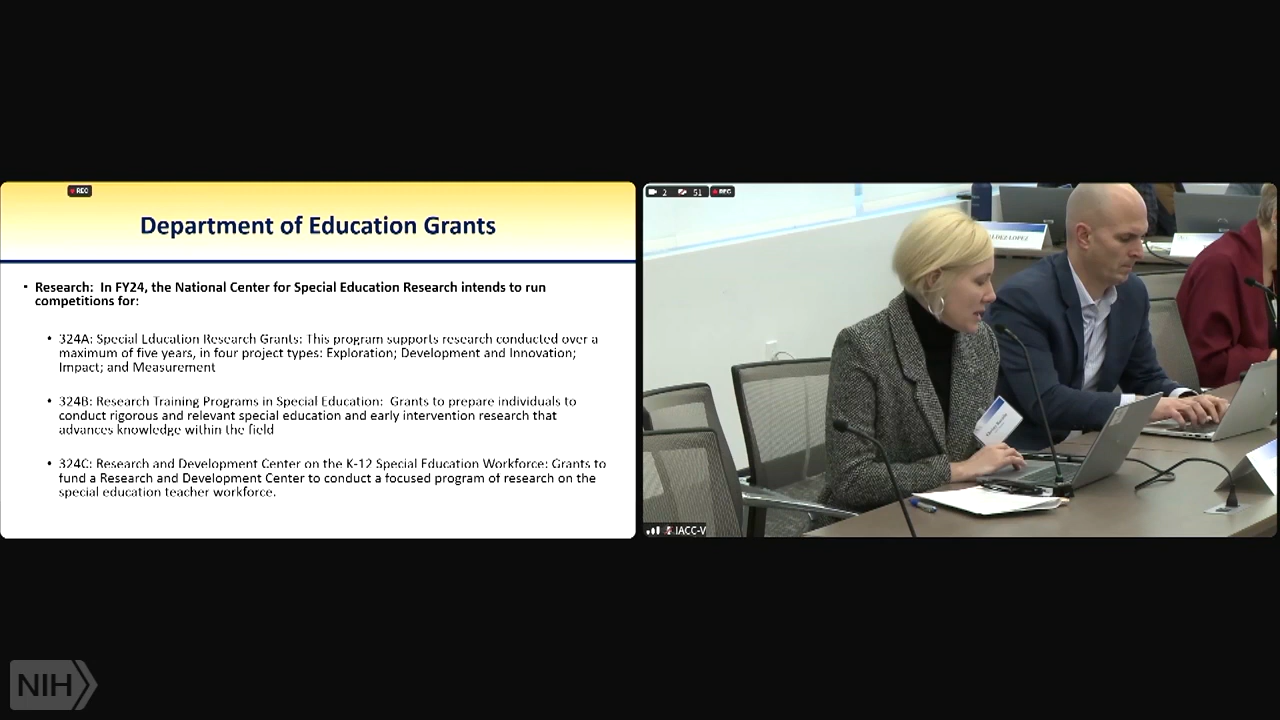 REC
Department of Education Grants
▪ Research: In FY24, the National Center for Special Education Research intends to run
competitions for:
• 324A: Special Education Research Grants: This program supports research conducted over a
maximum of five years, in four project types: Exploration; Development and Innovation;
Impact; and Measurement
• 324B: Research Training Programs in Special Education: Grants to prepare individuals to
conduct rigorous and relevant special education and early intervention research that
advances knowledge within the field
• 324C: Research and Development Center on the K-12 Special Education Workforce: Grants to
fund a Research and Development Center to conduct a focused program of research on the
special education teacher workforce.
2 51 REC
LOPEZ
IACC-V
NIH